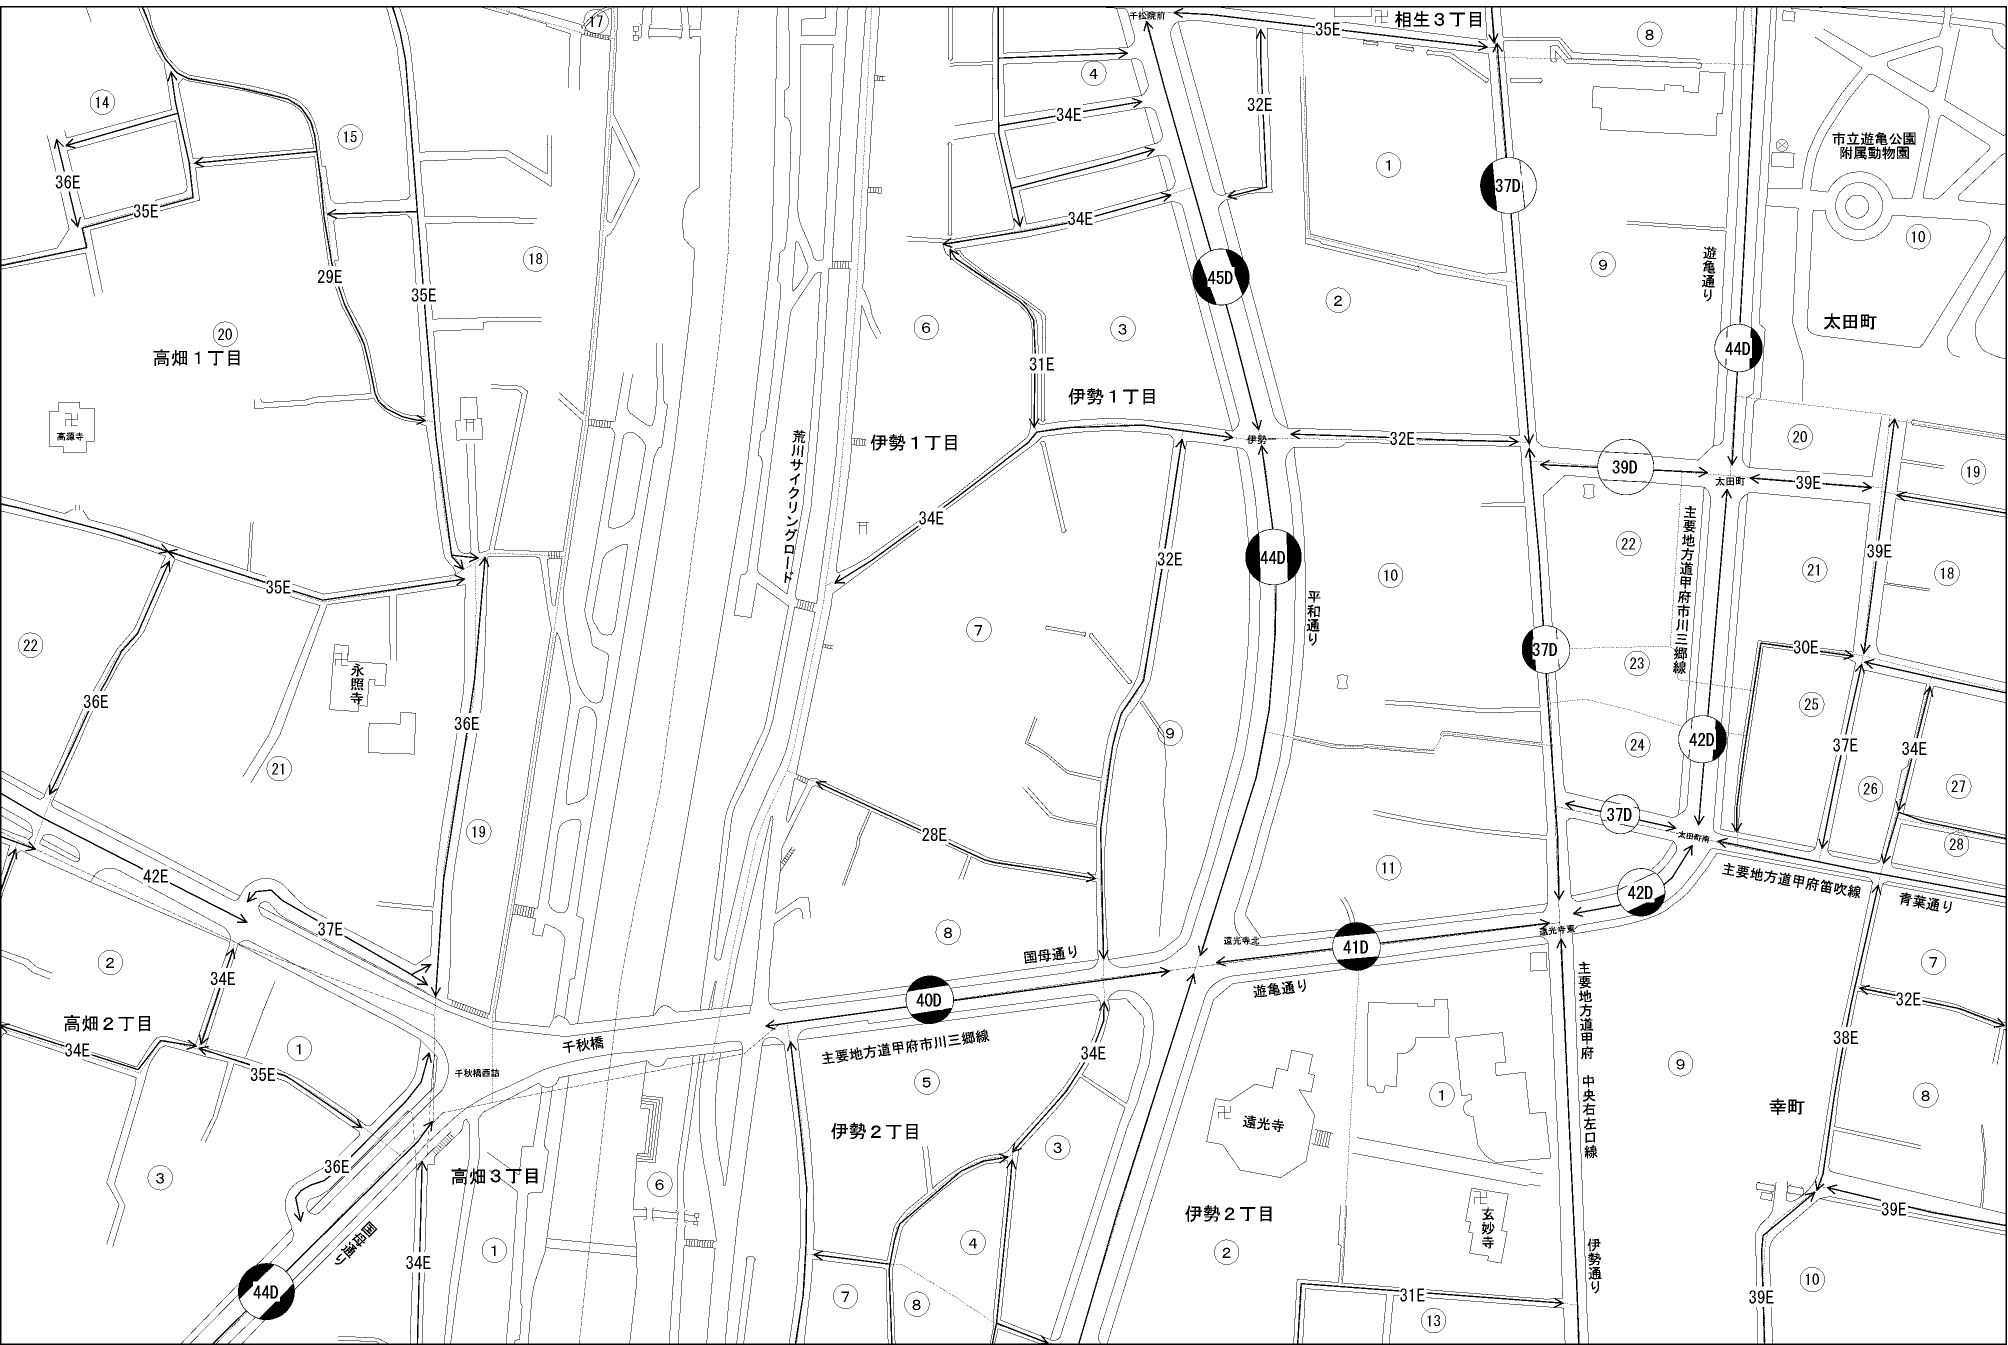 千松院前
相生３丁目
35E
⑰
⑧
⑭
④
34E
32E
⑮
①
市立遊亀公園
附属動物園
36E
37D
35E
34E
⑩
⑱
29E
35E
45D
⑨
遊亀通り
②
⑳
高畑１丁目
⑥
③
太田町
44D
31E
伊勢１丁目
高源寺
荒川サイクリングロード
伊勢１丁目
伊勢
32E
39D
太田町
39E
⑳
⑲
34E
32E
44D
主要地方道甲府市川三郷線
㉒
39E
35E
⑩
㉑
⑱
平和通り
㉒
永照寺
⑦
37D
㉓
30E
36E
36E
㉕
⑨
㉔
42D
37E
34E
㉑
㉖
㉗
⑲
28E
37D
太田町南
㉘
42E
⑪
主要地方道甲府笛吹線
青葉通り
37E
42D
⑧
遠光寺北
41D
遠光寺東
②
34E
国母通り
40D
遊亀通り
⑦
32E
高畑２丁目
34E
①
35E
千秋橋
千秋橋西詰
主要地方道甲府市川三郷線
34E
主要地方道甲府　中央右左口線
38E
⑤
①
⑨
⑧
幸町
伊勢２丁目
遠光寺
③
③
36E
高畑３丁目
⑥
伊勢２丁目
玄妙寺
39E
国母通り
①
④
②
伊勢通り
34E
44D
⑦
⑧
31E
⑬
39E
⑩